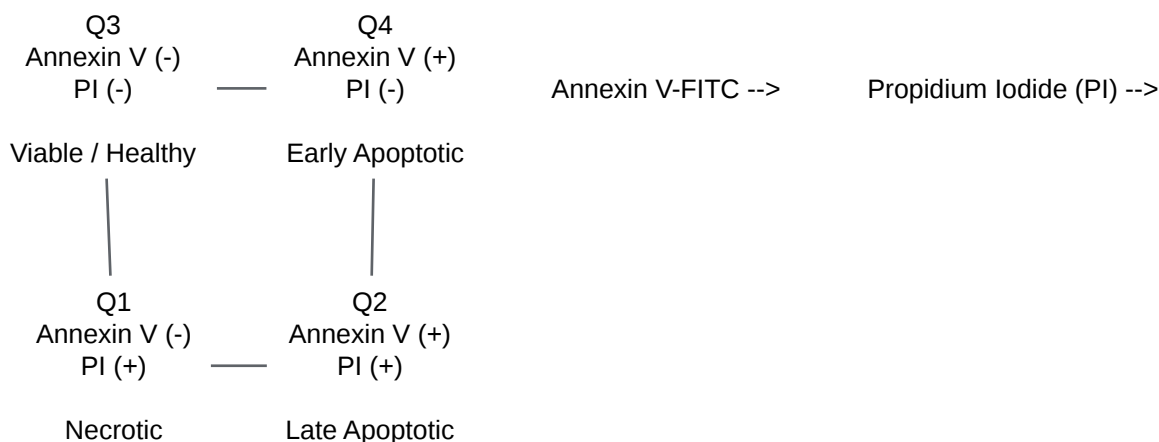 Q3
Annexin V (-)
PI (-)
Viable / Healthy
Q4
Annexin V (+)
PI (-)
Early Apoptotic
Annexin V-FITC -->
Propidium Iodide (PI) -->
Q1
Annexin V (-)
PI (+)
Necrotic
Q2
Annexin V (+)
PI (+)
Late Apoptotic